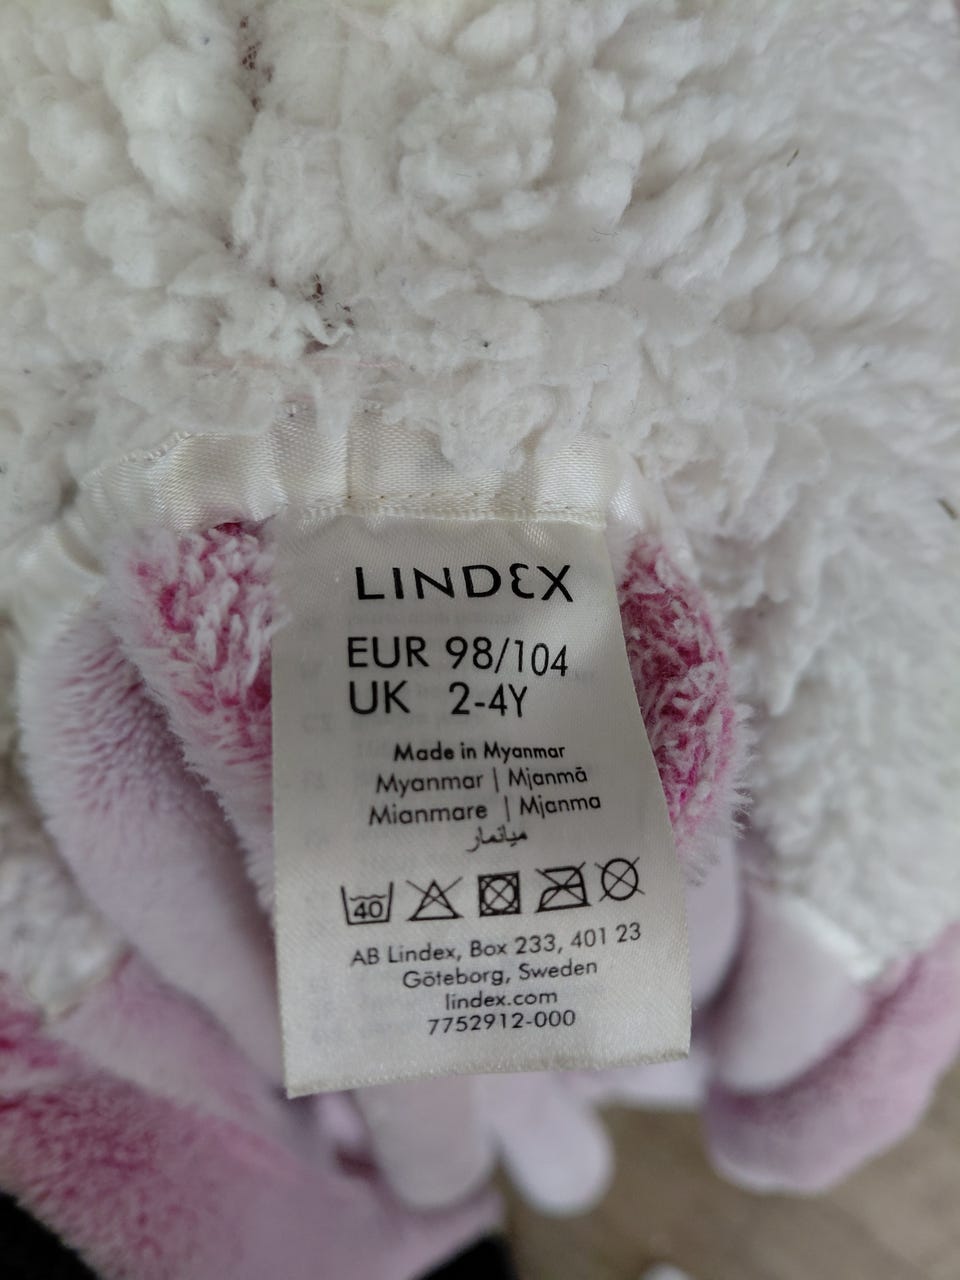 LINDEX
EUR 98/104
UK 2-4Y
Made in Myanmar
Myanmar | Mjanmā
Mianmare | Mjanma
ميانمار
40
AB Lindex, Box 233, 401 23
Göteborg, Sweden
lindex.com
7752912-000